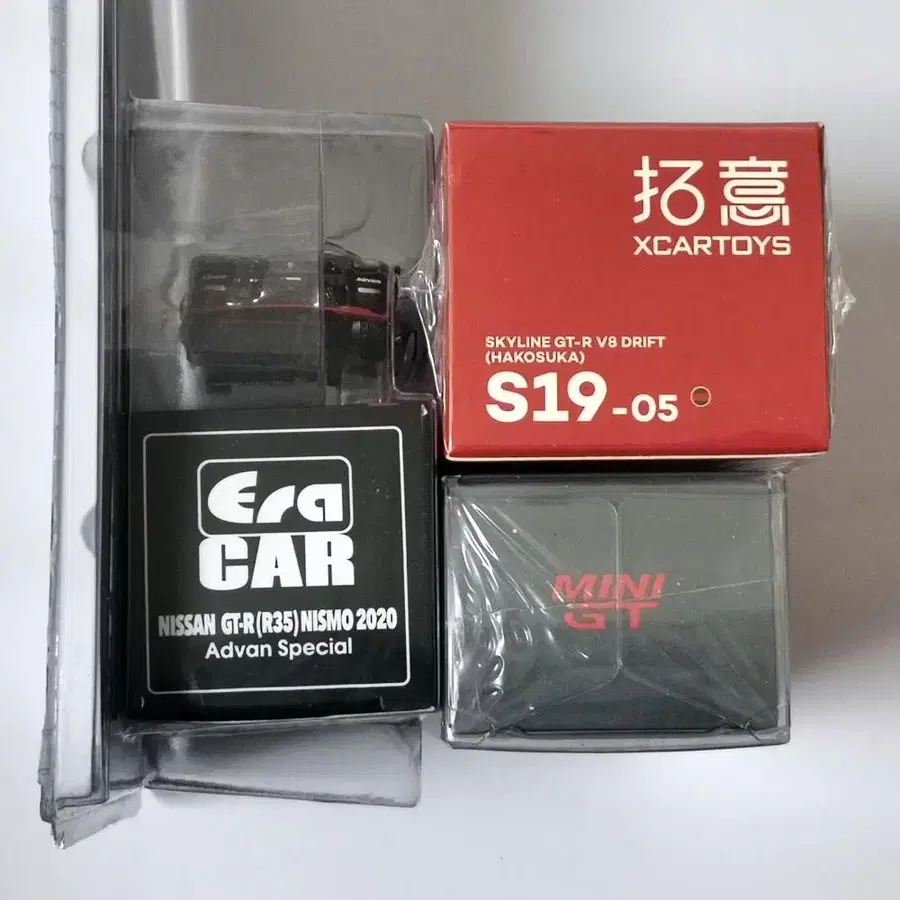 拓意
XCARTOYS
SKYLINE GT-R V8 DRIFT
(HAKOSUKA)
S19-05
ADVAN
Era
CAR
NISSAN GT-R (R35) NISMO 2020
Advan Special
MINI
GT